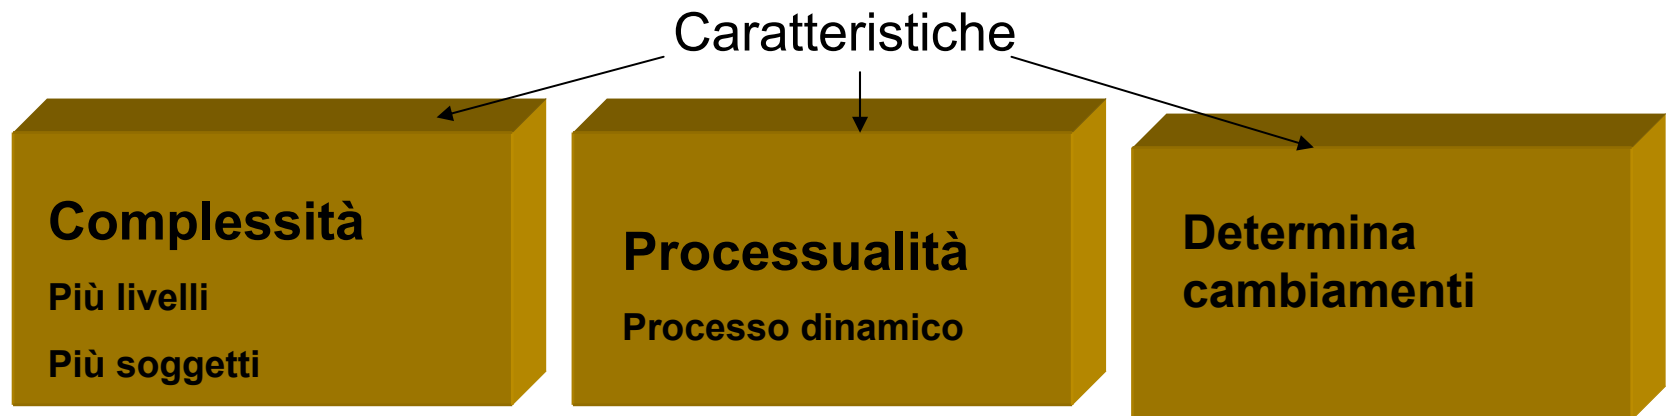 Caratteristiche
Complessità
Più livelli
Più soggetti
Processualità
Processo dinamico
Determina
cambiamenti